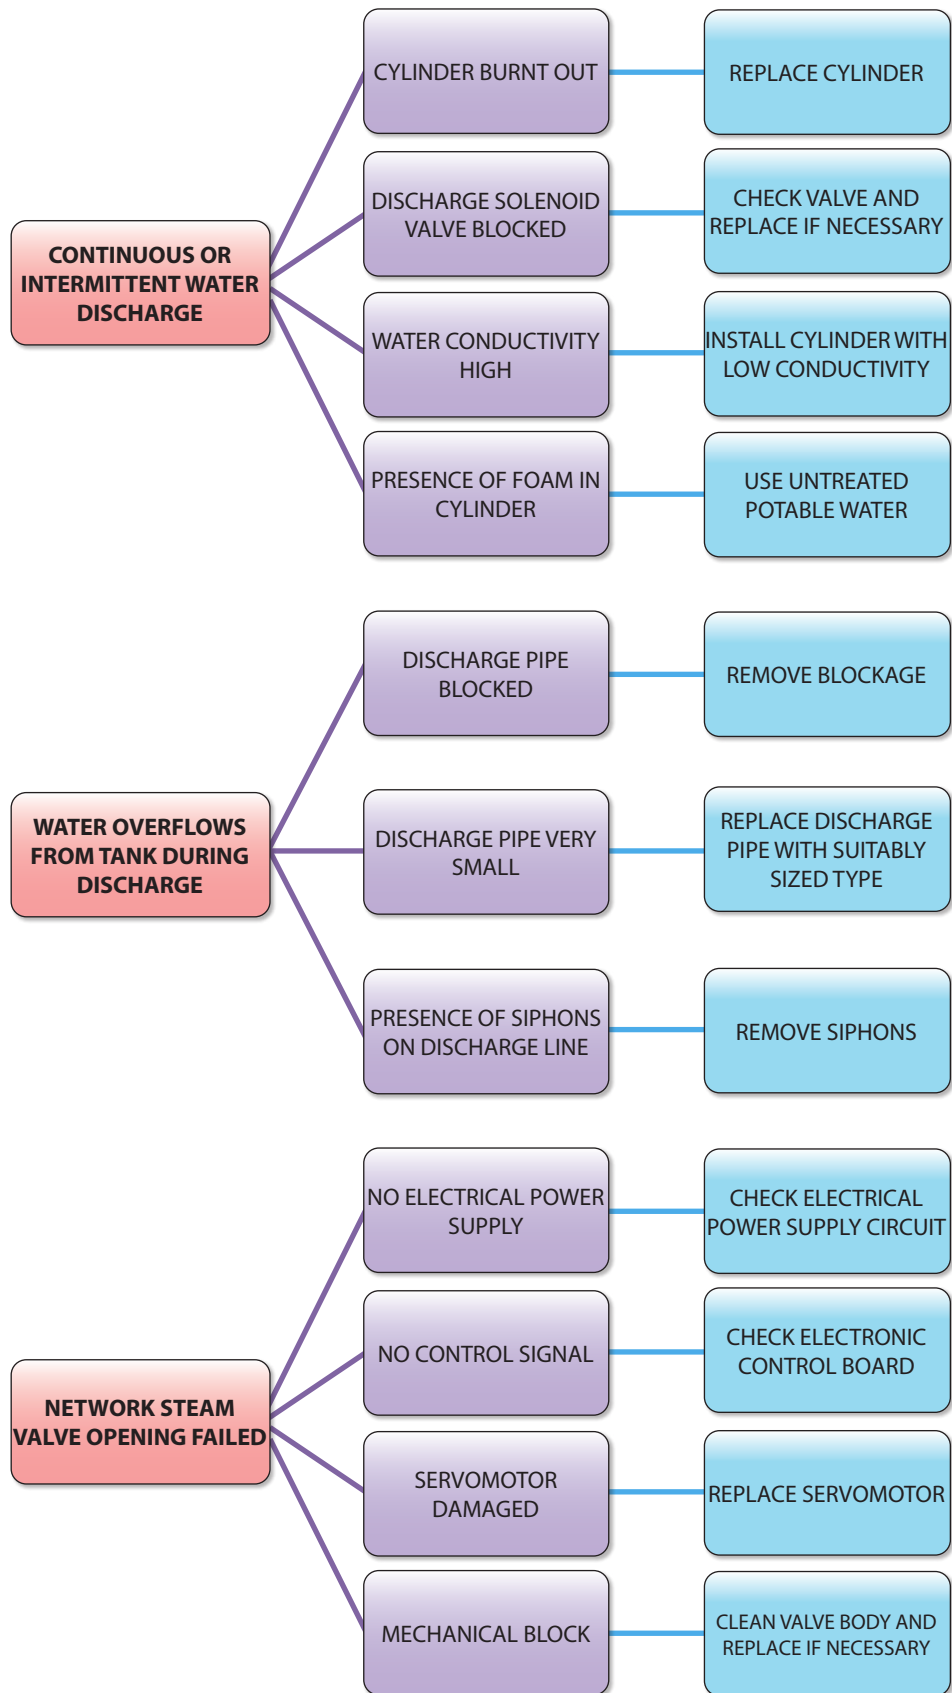 CYLINDER BURNT OUT
REPLACE CYLINDER
CONTINUOUS OR
INTERMITTENT WATER
DISCHARGE
DISCHARGE SOLENOID
VALVE BLOCKED
CHECK VALVE AND
REPLACE IF NECESSARY
WATER CONDUCTIVITY
HIGH
INSTALL CYLINDER WITH
LOW CONDUCTIVITY
PRESENCE OF FOAM IN
CYLINDER
USE UNTREATED
POTABLE WATER
DISCHARGE PIPE
BLOCKED
REMOVE BLOCKAGE
WATER OVERFLOWS
FROM TANK DURING
DISCHARGE
DISCHARGE PIPE VERY
SMALL
REPLACE DISCHARGE
PIPE WITH SUITABLY
SIZED TYPE
PRESENCE OF SIPHONS
ON DISCHARGE LINE
REMOVE SIPHONS
NO ELECTRICAL POWER
SUPPLY
CHECK ELECTRICAL
POWER SUPPLY CIRCUIT
NETWORK STEAM
VALVE OPENING FAILED
NO CONTROL SIGNAL
CHECK ELECTRONIC
CONTROL BOARD
SERVOMOTOR
DAMAGED
REPLACE SERVOMOTOR
MECHANICAL BLOCK
CLEAN VALVE BODY AND
REPLACE IF NECESSARY